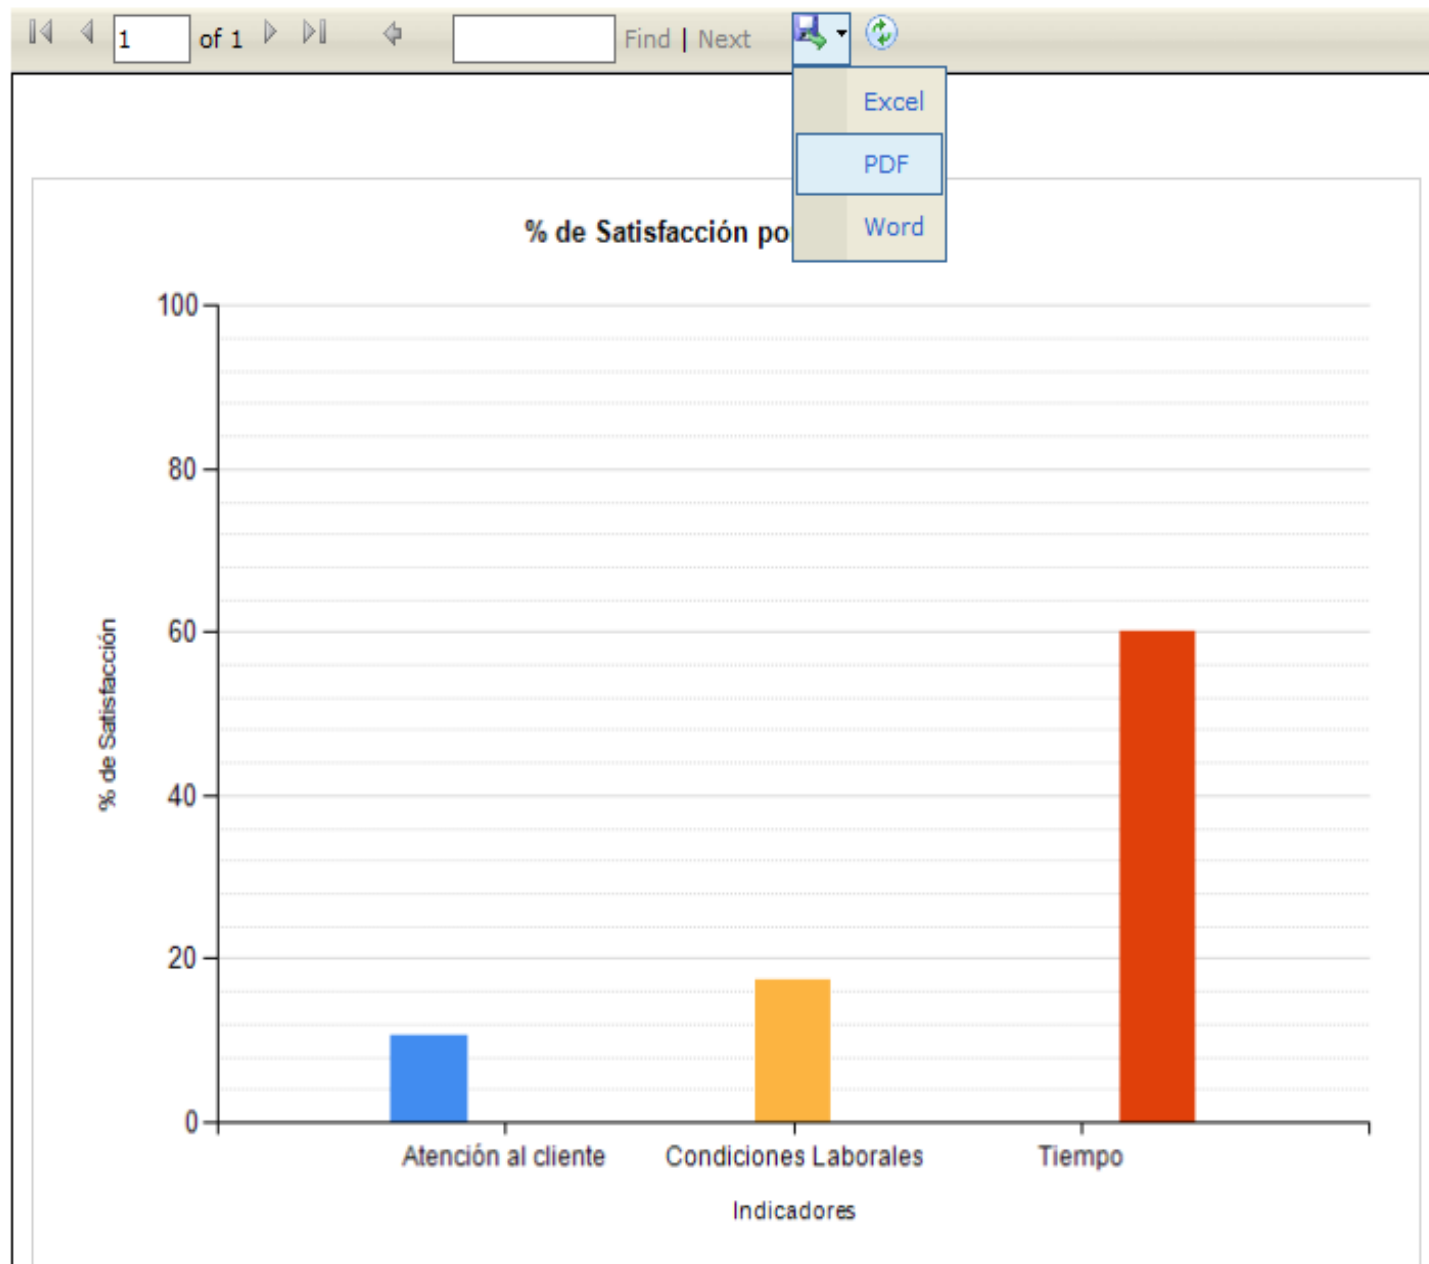 1 of 1 Find | Next
Excel
PDF
Word
% de Satisfacción po
100
80
60
40
20
0
% de Satisfacción
Atención al cliente Condiciones Laborales Tiempo
Indicadores